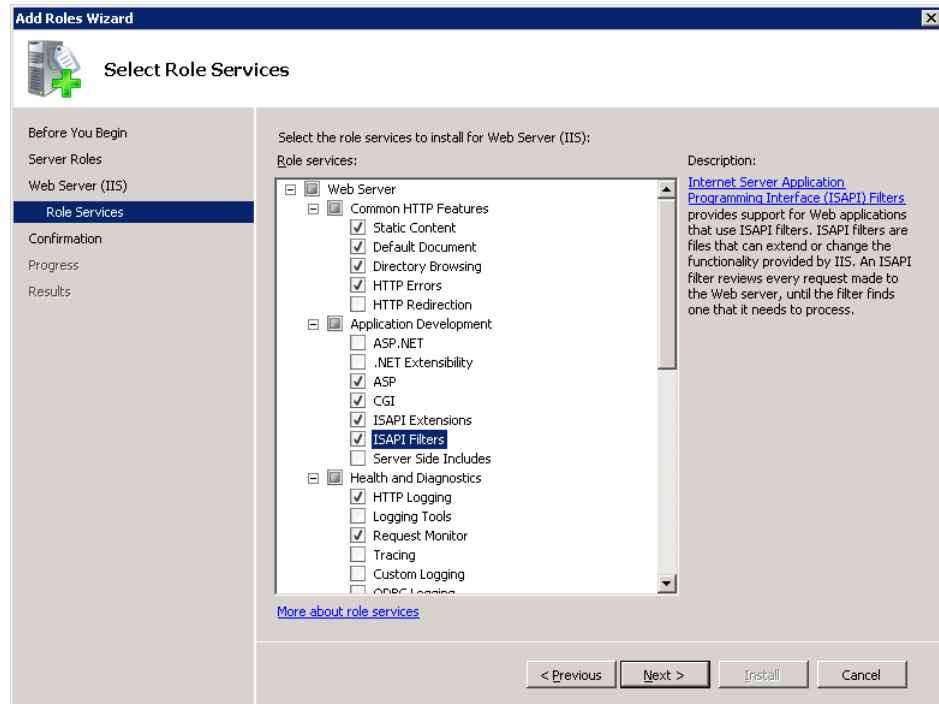 Add Roles Wizard
Select Role Services
Before You Begin
Server Roles
Web Server (IIS)
Role Services
Confirmation
Progress
Results
Select the role services to install for Web Server (IIS):
Role services:
Web Server
Common HTTP Features
Static Content
Default Document
Directory Browsing
HTTP Errors
HTTP Redirection
Application Development
ASP.NET
.NET Extensibility
ASP
CGI
ISAPI Extensions
ISAPI Filters
Server Side Includes
Health and Diagnostics
HTTP Logging
Logging Tools
Request Monitor
Tracing
Custom Logging
ODBC Logging
More about role services
Description:
Internet Server Application
Programming Interface (ISAPI) Filters
provides support for Web applications
that use ISAPI filters. ISAPI filters are
files that can extend or change the
functionality provided by IIS. An ISAPI
filter reviews every request made to
the Web server, until the filter finds
one that it needs to process.
< Previous
Next >
Install
Cancel